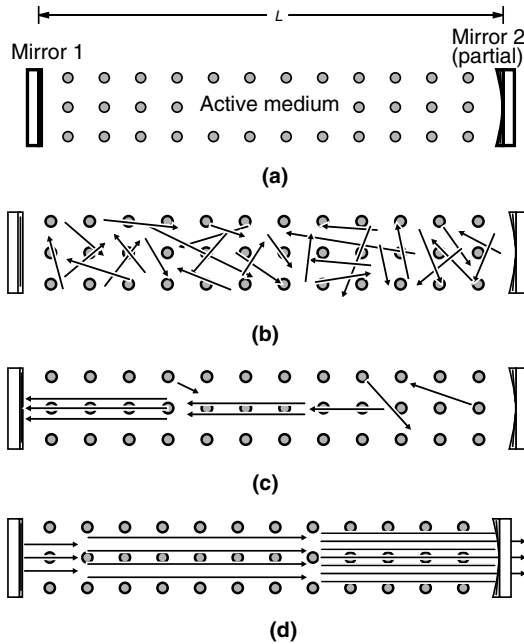 L
Mirror 1
Mirror 2
(partial)
Active medium
(a)
(b)
(c)
(d)